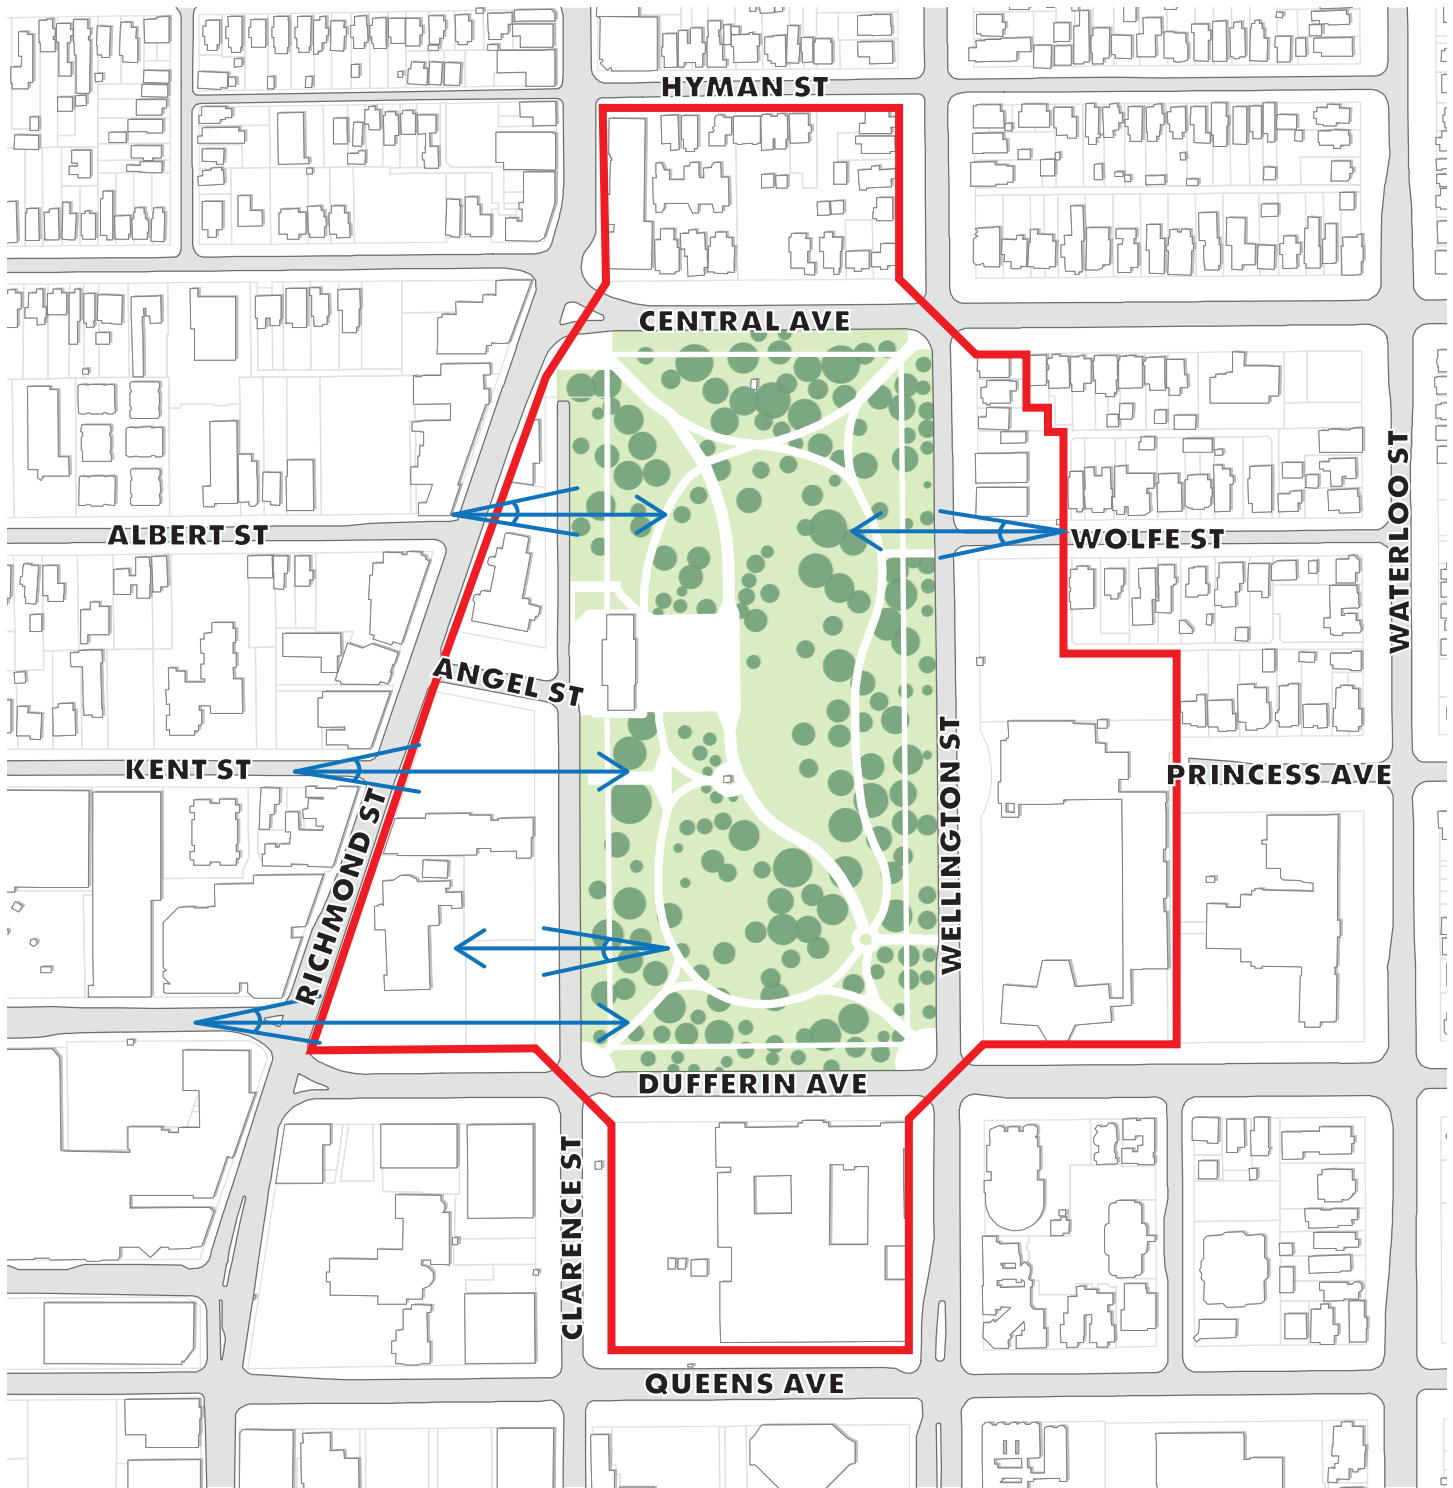 HYMAN ST
CENTRAL AVE
WATERLOO ST
ALBERT ST
WOLFE ST
ANGEL ST
KENT ST
PRINCESS AVE
RICHMOND ST
WELLINGTON ST
DUFFERIN AVE
CLARENCE ST
QUEENS AVE